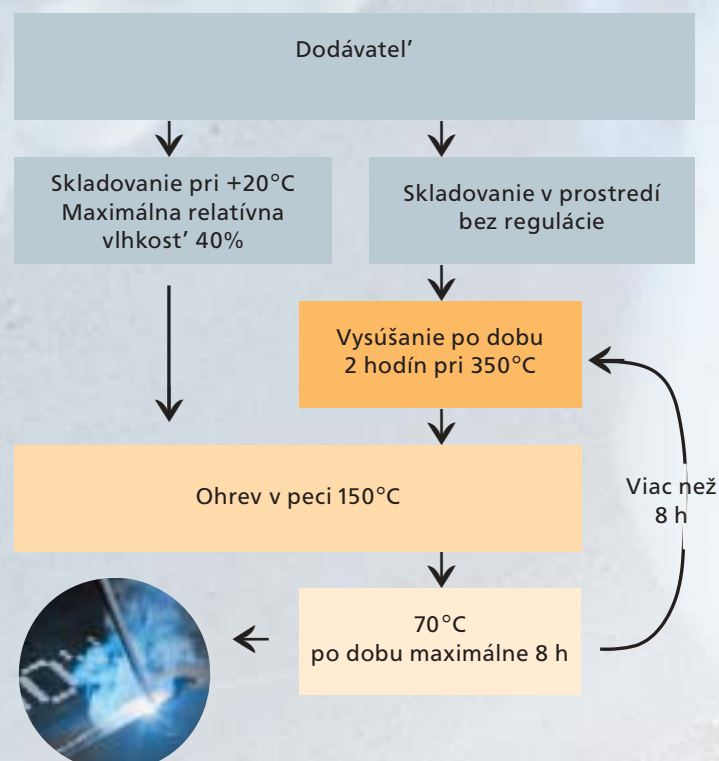 Dodávateľ
Skladovanie pri +20°C
Maximálna relatívna
vlhkosť 40%
Skladovanie v prostredí
bez regulácie
Vysúšanie po dobu
2 hodín pri 350°C
Ohrev v peci 150°C
Viac než
8 h
70°C
po dobu maximálne 8 h